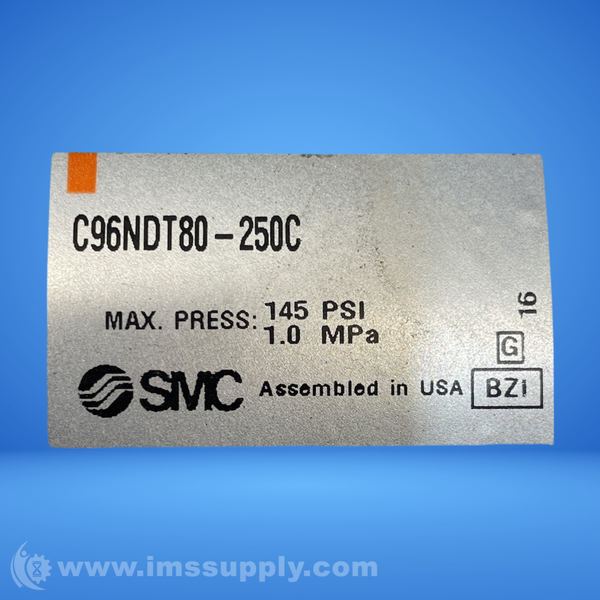 C96NDT80-250C
MAX. PRESS: 145 PSI
1.0 MPa
16
G
SMC Assembled in USA BZI
www.imssupply.com